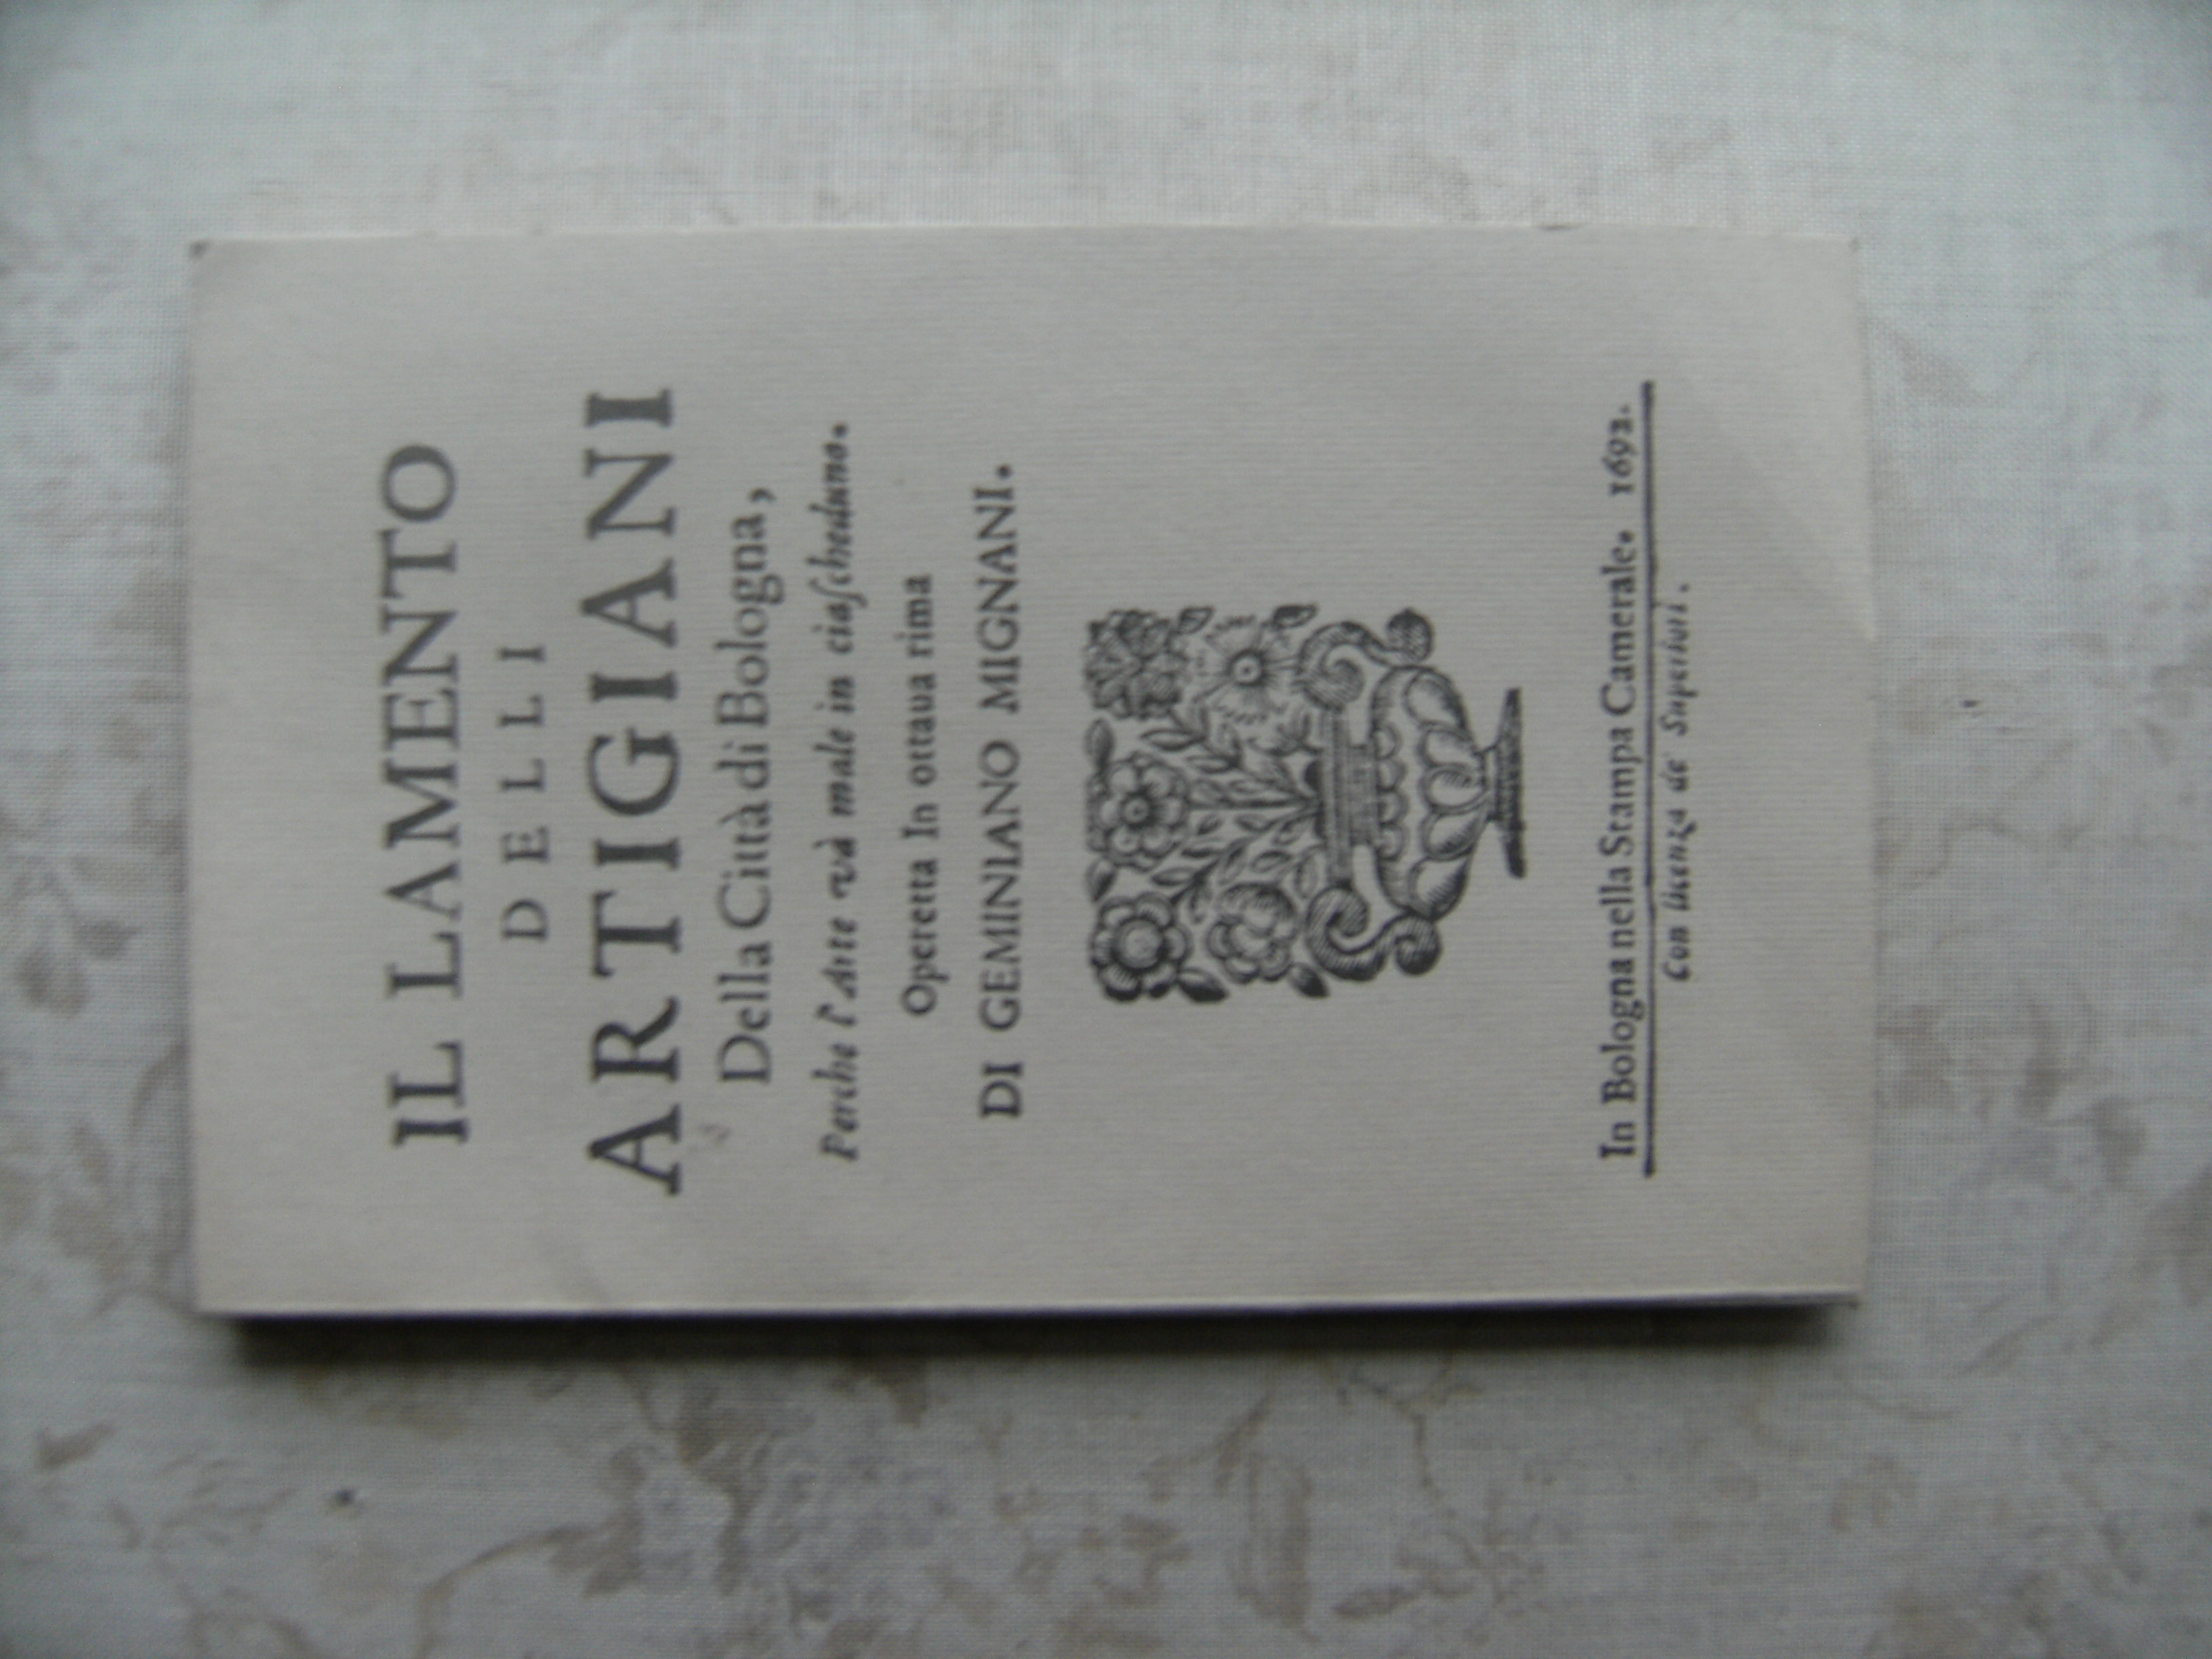 IL LAMENTO
DELLI
ARTIGIANI
Della Città di Bologna,
Perche l'Arte và male in ciaſcheduno.
Operetta In ottaua rima
DI GEMINIANO MIGNANI.
In Bologna nella Stampa Camerale. 1692.
Con licenza de' Superiori.